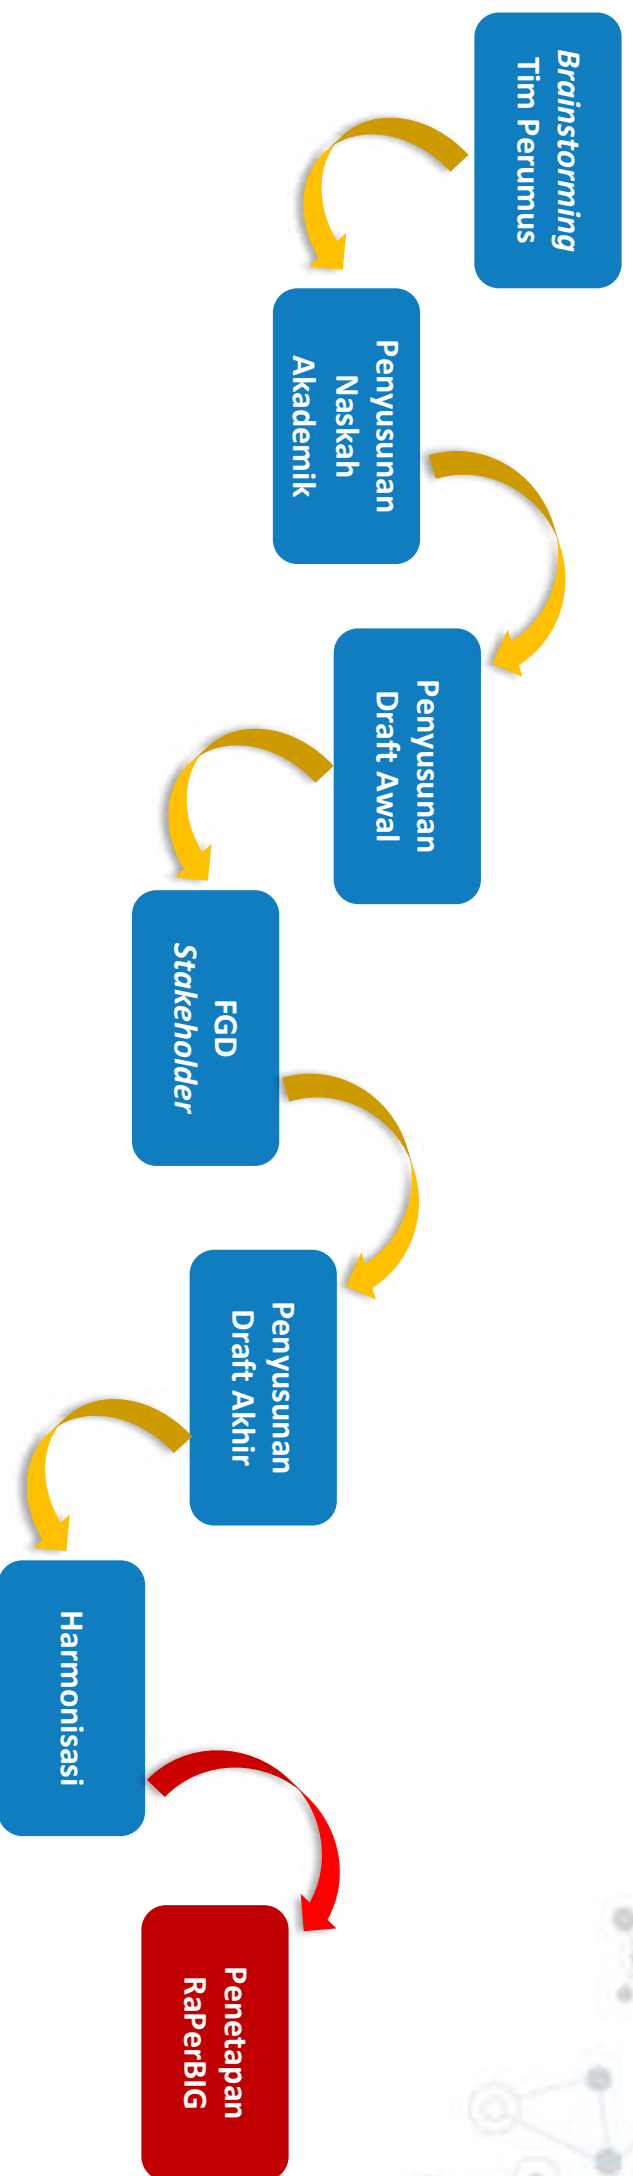 Brainstorming
Tim Perumus
Penyusunan
Naskah
Akademik
Penyusunan
Draft Awal
FGD
Stakeholder
Penyusunan
Draft Akhir
Harmonisasi
Penetapan
RaPerBIG